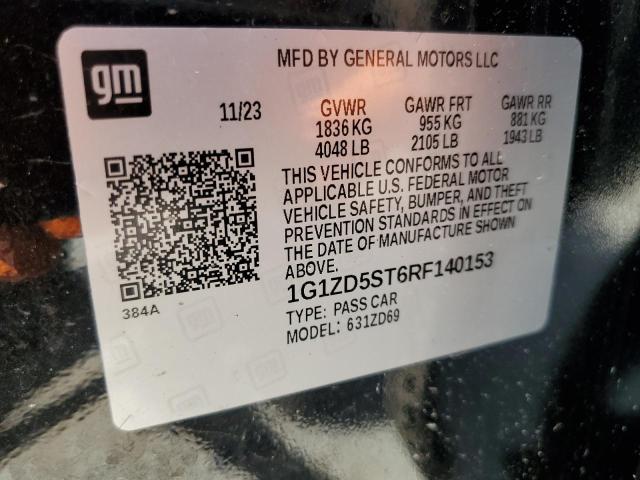 gm
MFD BY GENERAL MOTORS LLC
11/23 GVWR GAWR FRT GAWR RR
1836 KG 955 KG 881 KG
4048 LB 2105 LB 1943 LB
THIS VEHICLE CONFORMS TO ALL
APPLICABLE U.S. FEDERAL MOTOR
VEHICLE SAFETY, BUMPER, AND THEFT
PREVENTION STANDARDS IN EFFECT ON
THE DATE OF MANUFACTURE SHOWN
ABOVE.
1G1ZD5ST6RF140153
384A
TYPE: PASS CAR
MODEL: 631ZD69